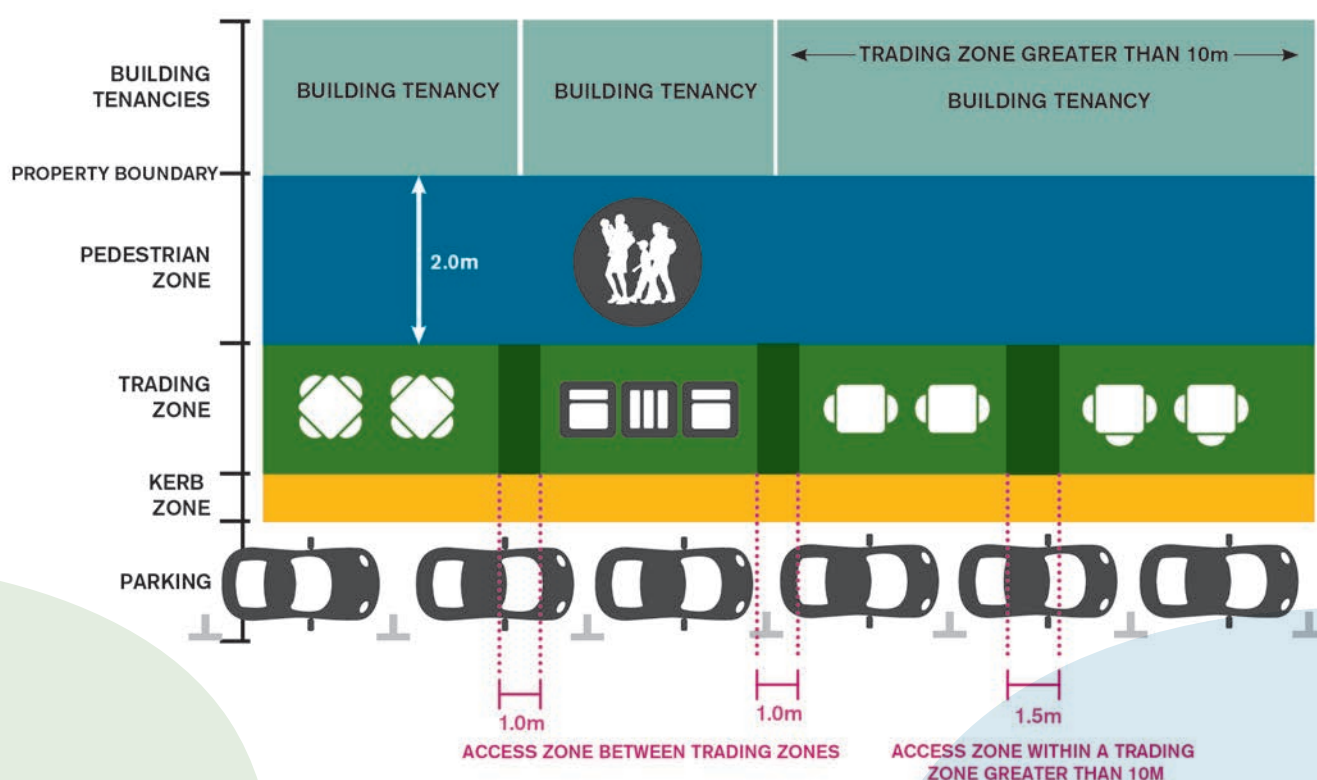 TRADING ZONE GREATER THAN 10m
BUILDING
TENANCIES
BUILDING TENANCY
BUILDING TENANCY
BUILDING TENANCY
PROPERTY BOUNDARY
PEDESTRIAN
ZONE
2.0m
TRADING
ZONE
KERB
ZONE
PARKING
1.0m
1.0m
1.5m
ACCESS ZONE BETWEEN TRADING ZONES
ACCESS ZONE WITHIN A TRADING
ZONE GREATER THAN 10M